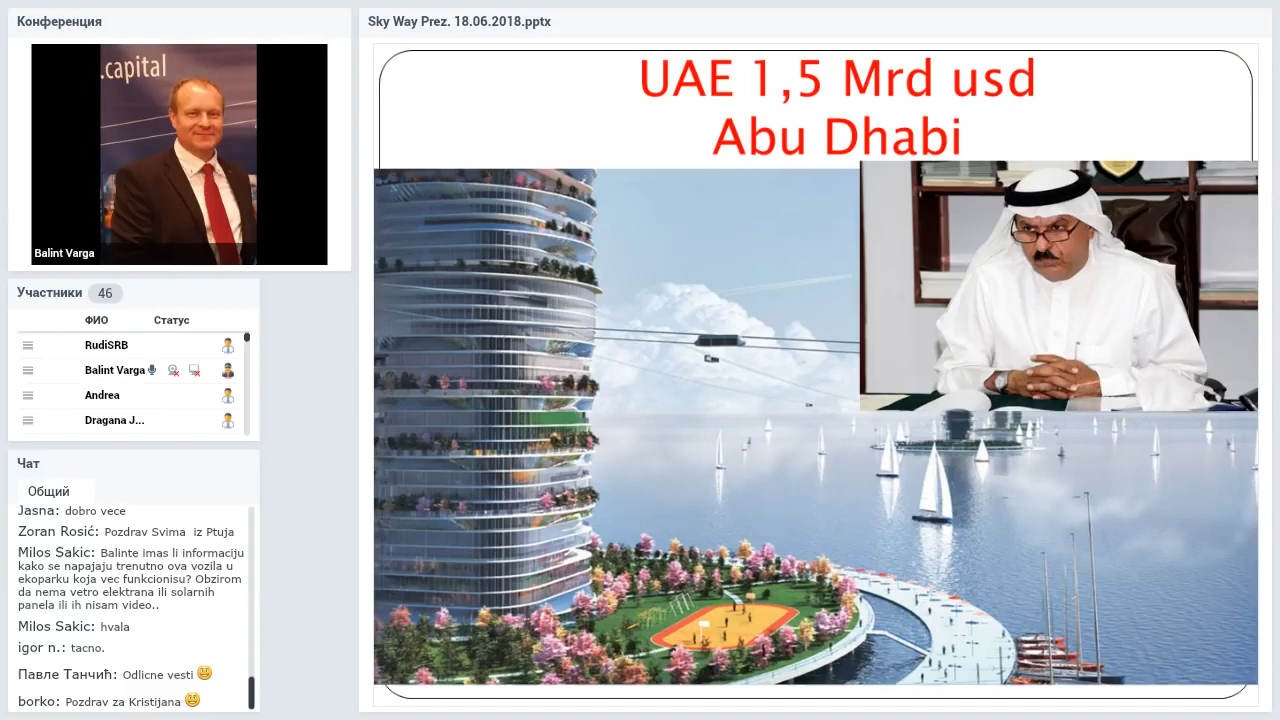 Конференция
.capital
Balint Varga
Участники 46
ФИО Статус
RudiSRB
Balint Varga
Andrea
Dragana J...
Чат
Общий
Jasna: dobro vece
Zoran Rosić: Pozdrav Svima iz Ptuja
Milos Sakic: Balinte imas li informaciju
kako se napajaju trenutno ova vozila u
ekoparku koja vec funkcionisu? Obzirom
da nema vetro elektrana ili solarnih
panela ili ih nisam video..
Milos Sakic: hvala
igor n.: tacno.
Павле Танчић: Odlicne vesti
borko: Pozdrav za Kristijana
Sky Way Prez. 18.06.2018.pptx
UAE 1,5 Mrd usd
Abu Dhabi